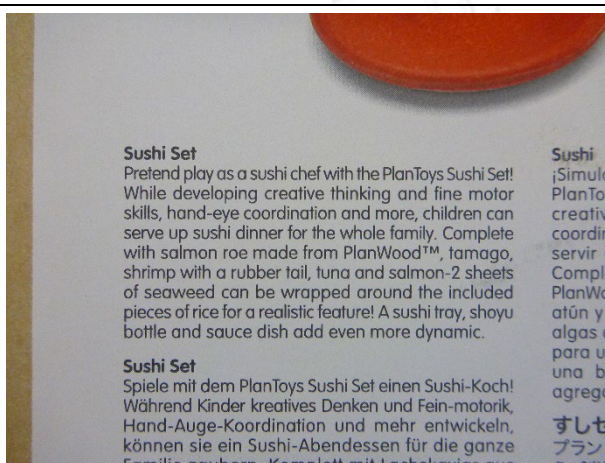 Sushi Set
Pretend play as a sushi chef with the PlanToys Sushi Set!
While developing creative thinking and fine motor
skills, hand-eye coordination and more, children can
serve up sushi dinner for the whole family. Complete
with salmon roe made from PlanWood™, tamago,
shrimp with a rubber tail, tuna and salmon-2 sheets
of seaweed can be wrapped around the included
pieces of rice for a realistic feature! A sushi tray, shoyu
bottle and sauce dish add even more dynamic.
Sushi Set
Spiele mit dem PlanToys Sushi Set einen Sushi-Koch!
Während Kinder kreatives Denken und Fein-motorik,
Hand-Auge-Koordination und mehr entwickeln,
können sie ein Sushi-Abendessen für die ganze
Sushi
¡Simul
PlanTo
creativ
coordin
servir
Compl
PlanWo
atún y
algas
para u
una b
agrega
すしセ
プラン